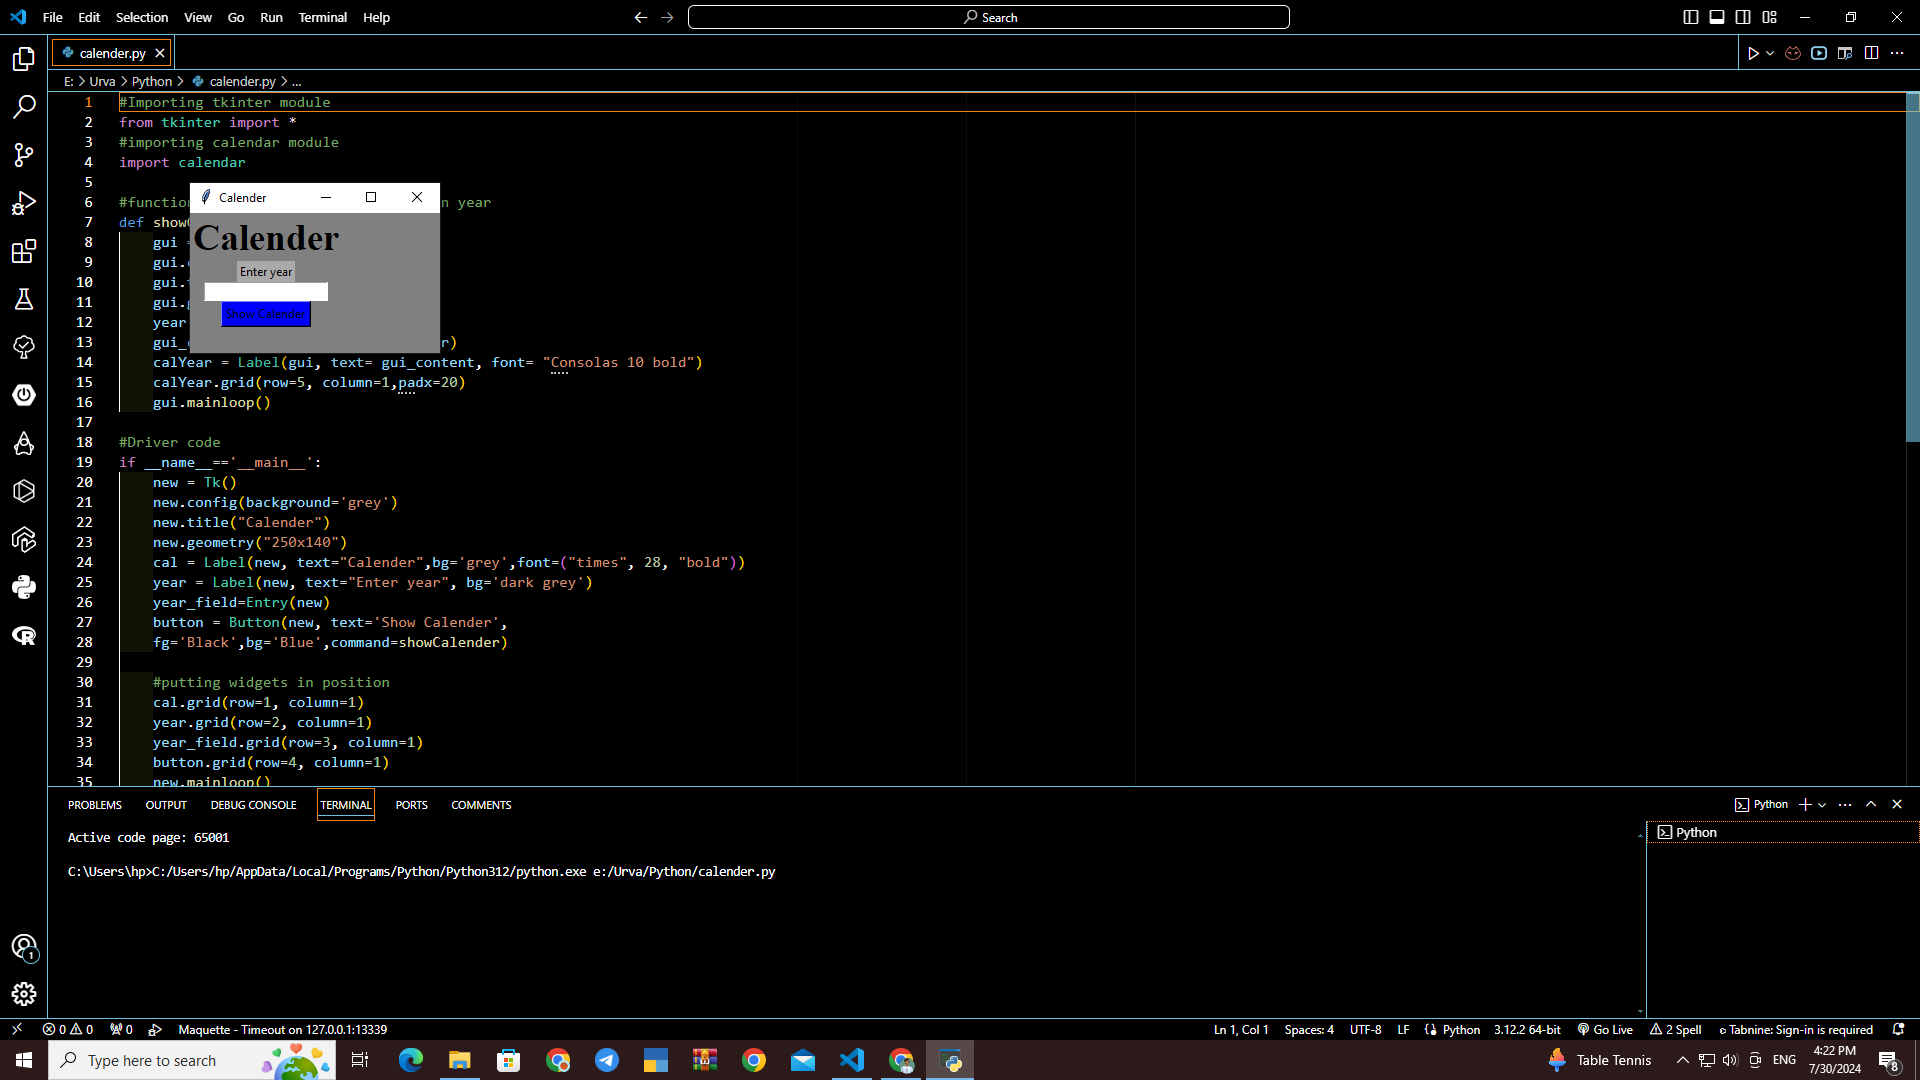 File Edit Selection View Go Run Terminal Help
Search
calender.py
E: > Urva > Python > calender.py > ...
1 #Importing tkinter module
2 from tkinter import *
3 #importing calendar module
4 import calendar
5
6 #function n year
7 def show
8 gui =
9 gui.
10 gui.
11 gui.
12 year
13 gui_ r)
14 calYear = Label(gui, text= gui_content, font= "Consolas 10 bold")
15 calYear.grid(row=5, column=1,padx=20)
16 gui.mainloop()
17
18 #Driver code
19 if __name__=='__main__':
20 new = Tk()
21 new.config(background='grey')
22 new.title("Calender")
23 new.geometry("250x140")
24 cal = Label(new, text="Calender",bg='grey',font=("times", 28, "bold"))
25 year = Label(new, text="Enter year", bg='dark grey')
26 year_field=Entry(new)
27 button = Button(new, text='Show Calender',
28 fg='Black',bg='Blue',command=showCalender)
29
30 #putting widgets in position
31 cal.grid(row=1, column=1)
32 year.grid(row=2, column=1)
33 year_field.grid(row=3, column=1)
34 button.grid(row=4, column=1)
35 new.mainloop()
Calender
Calender
Enter year
Show Calender
PROBLEMS OUTPUT DEBUG CONSOLE TERMINAL PORTS COMMENTS
Python
Active code page: 65001
Python
C:\Users\hp>C:/Users/hp/AppData/Local/Programs/Python/Python312/python.exe e:/Urva/Python/calender.py
1
0 0 0 Maquette - Timeout on 127.0.0.1:13339
Ln 1, Col 1 Spaces: 4 UTF-8 LF Python 3.12.2 64-bit Go Live 2 Spell Tabnine: Sign-in is required
Type here to search
Table Tennis
ENG
4:22 PM
7/30/2024
8